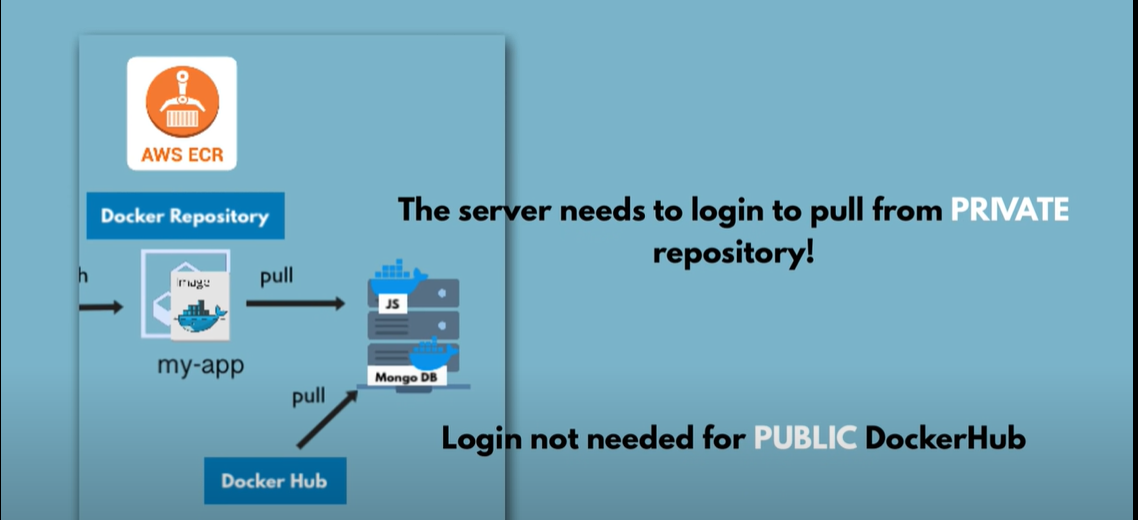 AWS ECR
Docker Repository
The server needs to login to pull from PRIVATE
repository!
h
pull
Image
JS
my-app
Mongo DB
pull
Login not needed for PUBLIC DockerHub
Docker Hub